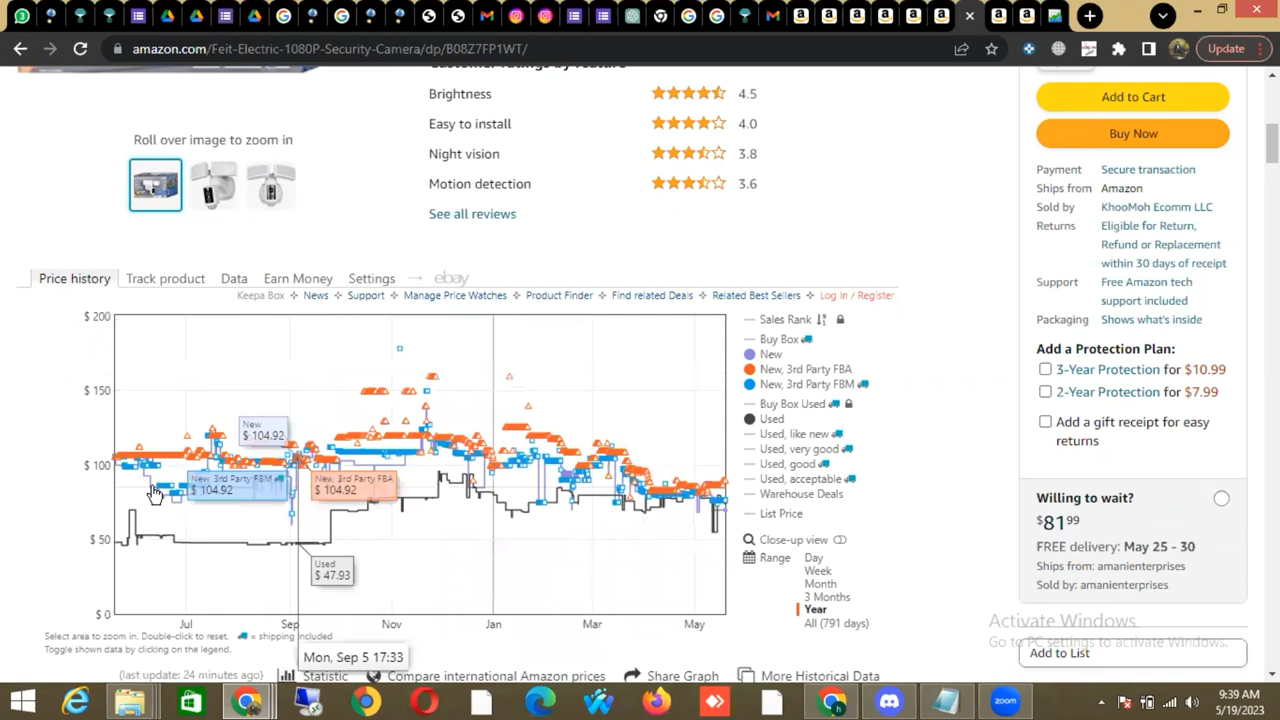 amazon.com/Feit-Electric-1080P-Security-Camera/dp/B08Z7FP1WT/
Update
Customer ratings by feature
Brightness 4.5
Easy to install 4.0
Night vision 3.8
Motion detection 3.6
See all reviews
Roll over image to zoom in
Add to Cart
Buy Now
Payment Secure transaction
Ships from Amazon
Sold by KhooMoh Ecomm LLC
Returns Eligible for Return,
Refund or Replacement
within 30 days of receipt
Support Free Amazon tech
support included
Packaging Shows what's inside
Add a Protection Plan:
3-Year Protection for $10.99
2-Year Protection for $7.99
Add a gift receipt for easy
returns
Willing to wait?
$81 99
FREE delivery: May 25 - 30
Ships from: amanienterprises
Sold by: amanienterprises
Activate Windows
Go to PC settings to activate Windows.
Add to List
Price history Track product Data Earn Money Settings → ebay
Keepa Box News Support Manage Price Watches Product Finder Find related Deals Related Best Sellers Log In / Register
$ 200
$ 150
$ 100
$ 50
$ 0
Jul Sep Nov Jan Mar May
New
$ 104.92
New, 3rd Party FBM
$ 104.92
New, 3rd Party FBA
$ 104.92
Used
$ 47.93
Mon, Sep 5 17:33
Sales Rank
Buy Box
New
New, 3rd Party FBA
New, 3rd Party FBM
Buy Box Used
Used
Used, like new
Used, very good
Used, good
Used, acceptable
Warehouse Deals
List Price
Close-up view
Range Day
Week
Month
3 Months
Year
All (791 days)
Select area to zoom in. Double-click to reset. = shipping included
Toggle shown data by clicking on the legend.
(last update: 24 minutes ago) Statistic Compare international Amazon prices Share Graph More Historical Data
zoom
9:39 AM
5/19/2023